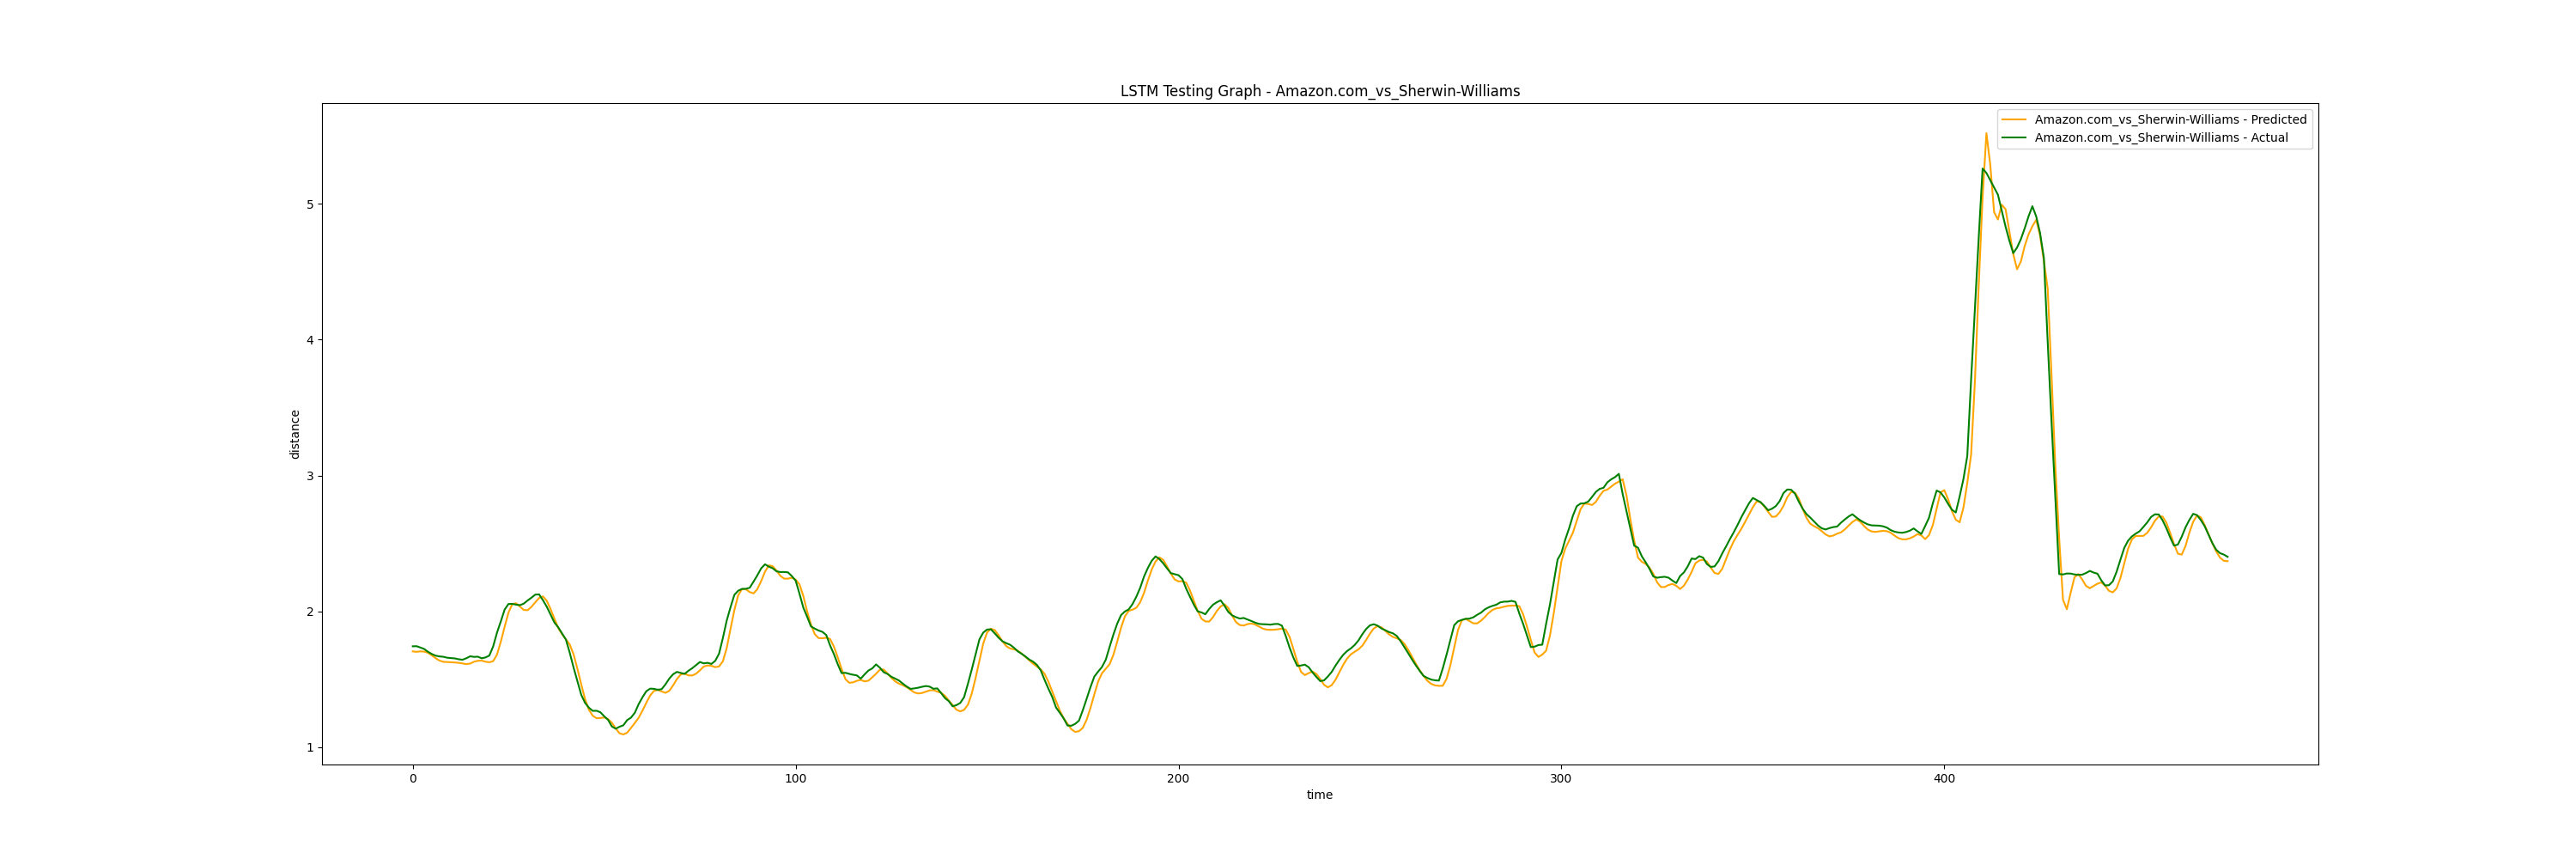 LSTM Testing Graph - Amazon.com_vs_Sherwin-Williams
Amazon.com_vs_Sherwin-Williams - Predicted
Amazon.com_vs_Sherwin-Williams - Actual
distance
5
4
3
2
1
0 100 200 300 400
time